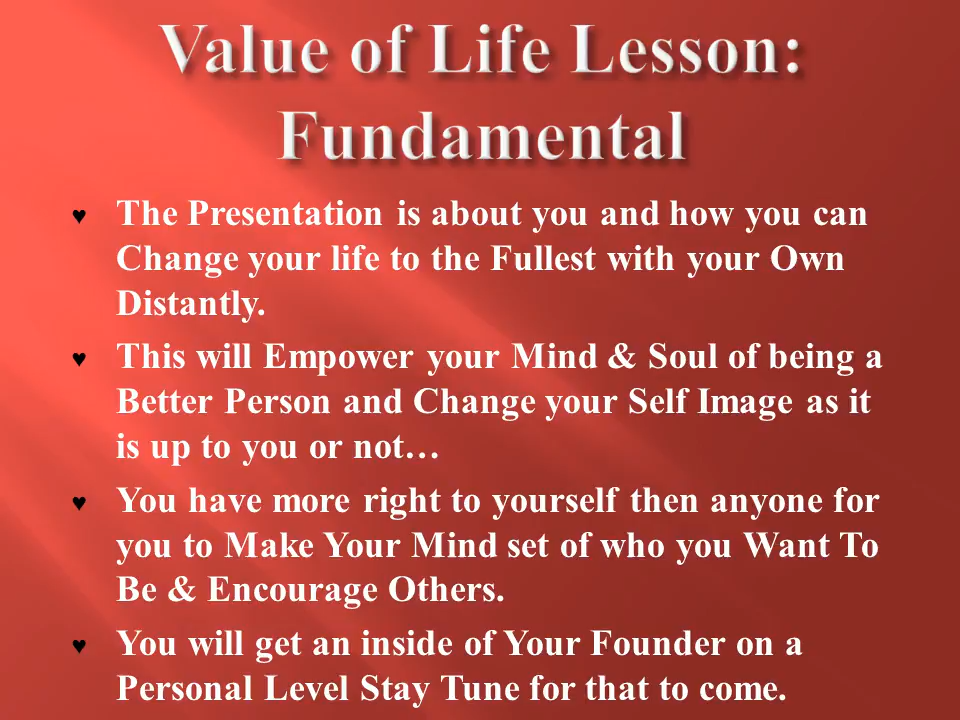 Value of Life Lesson:
Fundamental
♥ The Presentation is about you and how you can
Change your life to the Fullest with your Own
Distantly.
♥ This will Empower your Mind & Soul of being a
Better Person and Change your Self Image as it
is up to you or not…
♥ You have more right to yourself then anyone for
you to Make Your Mind set of who you Want To
Be & Encourage Others.
♥ You will get an inside of Your Founder on a
Personal Level Stay Tune for that to come.